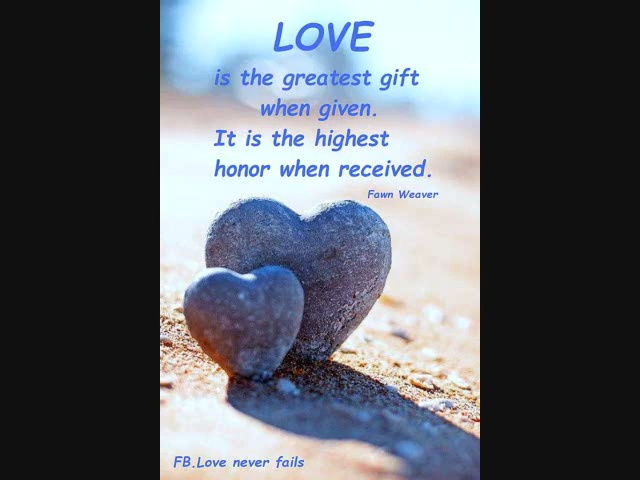 LOVE
is the greatest gift
when given.
It is the highest
honor when received.
Fawn Weaver
FB.Love never fails